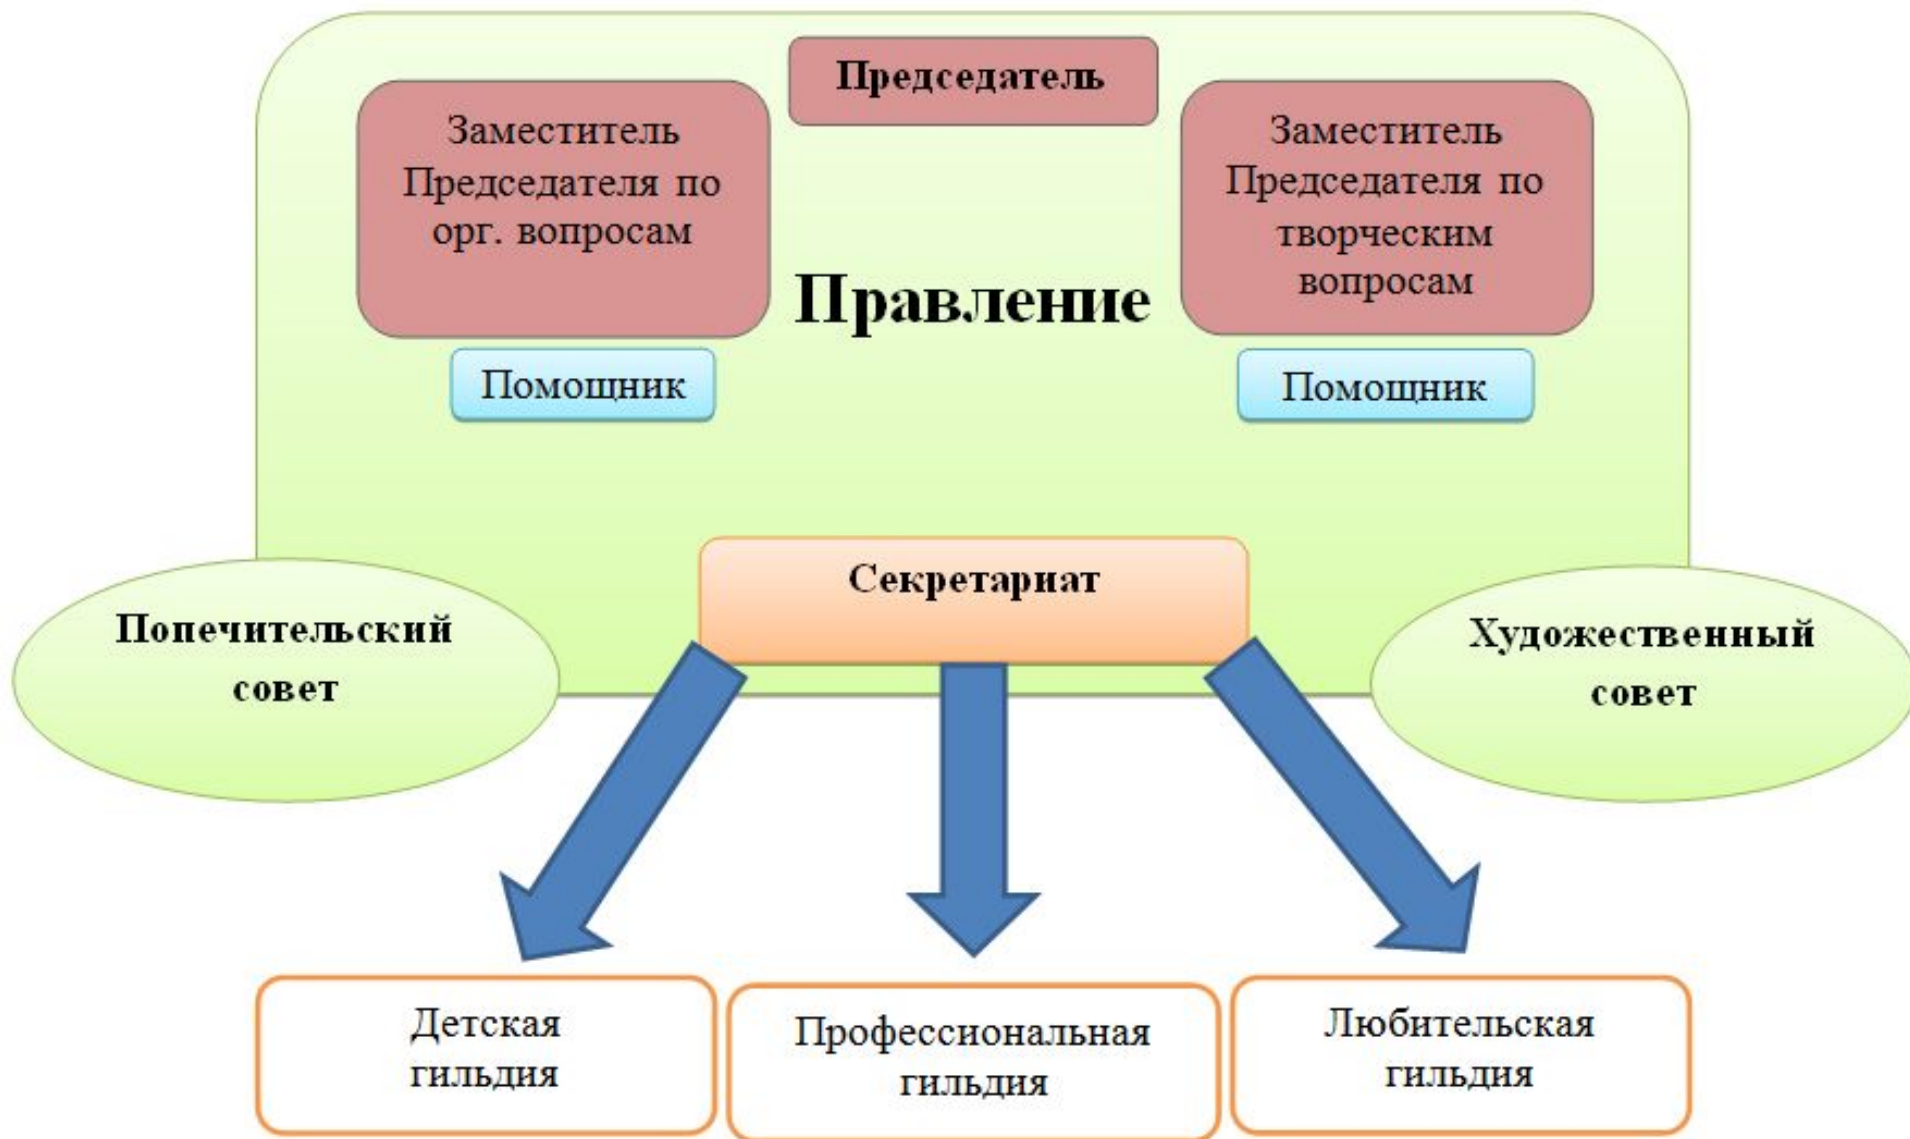 Председатель
Заместитель
Председателя по
орг. вопросам
Заместитель
Председателя по
творческим
вопросам
Правление
Помощник
Помощник
Секретариат
Попечительский
совет
Художественный
совет
Детская
гильдия
Профессиональная
гильдия
Любительская
гильдия